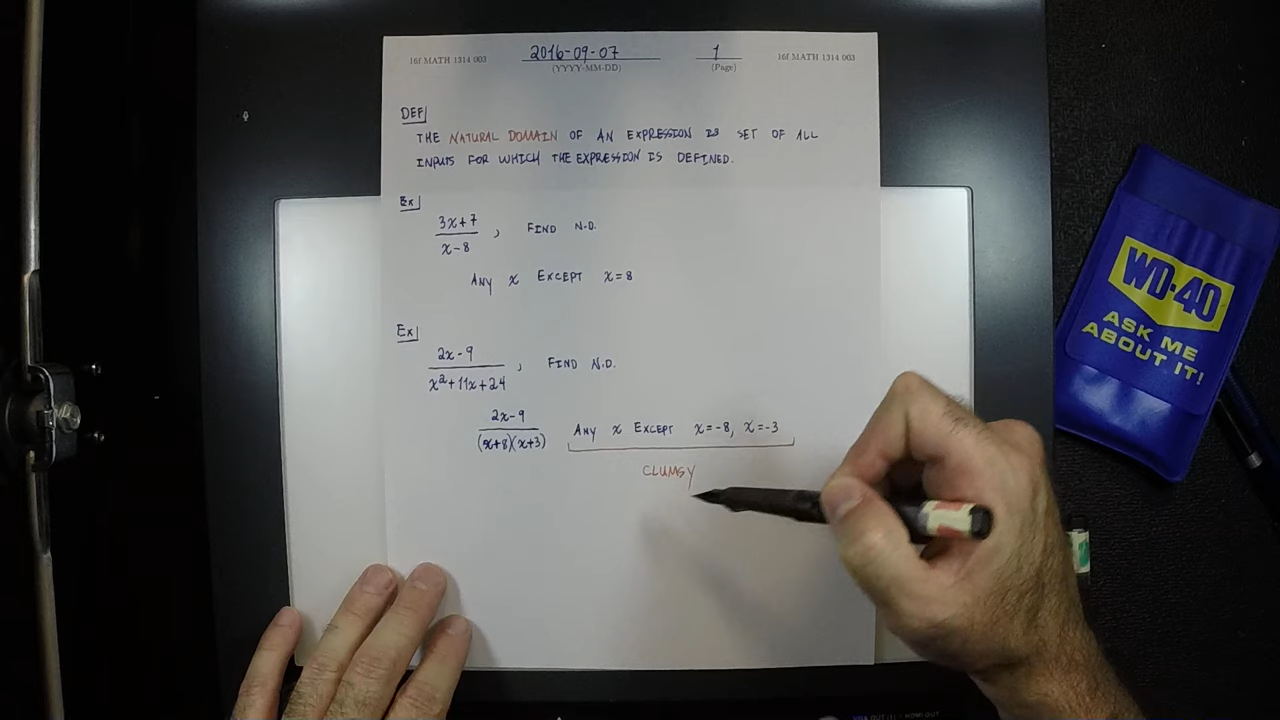 16f MATH 1314 003 2016-09-07 1 16f MATH 1314 003
(YYYY-MM-DD) (Page)
DEF
THE NATURAL DOMAIN OF AN EXPRESSION IS SET OF ALL
INPUTS FOR WHICH THE EXPRESSION IS DEFINED.
Ex
3x+7
x-8
, FIND N.D.
ANY x EXCEPT x=8
Ex
2x-9
x²+11x+24
, FIND N.D.
2x-9
(x+8)(x+3)
ANY x EXCEPT x=-8, x=-3
CLUMSY
WD-40
ASK ME
ABOUT IT!